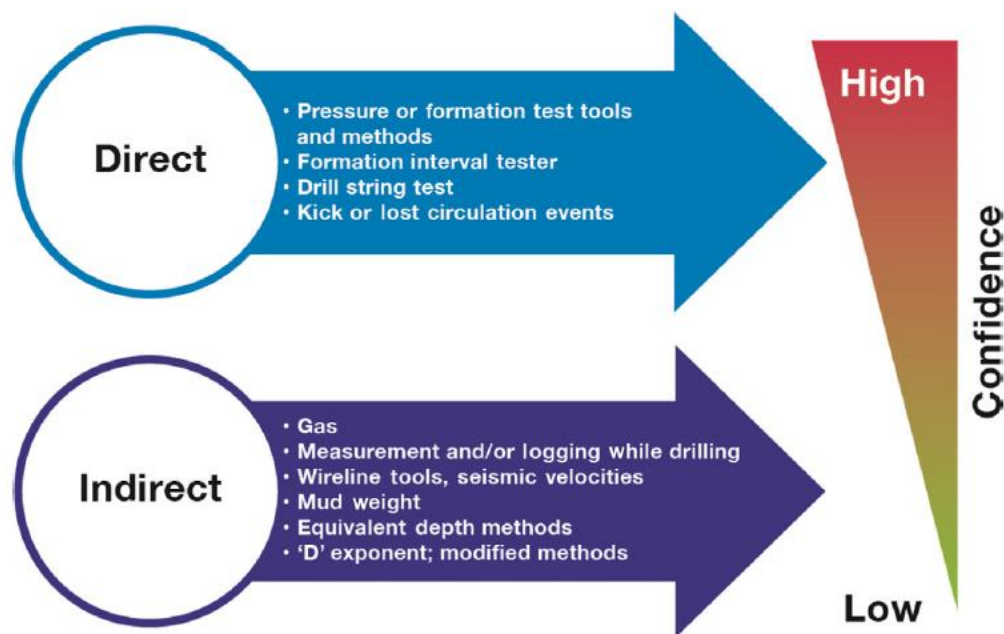 Direct
• Pressure or formation test tools
and methods
• Formation interval tester
• Drill string test
• Kick or lost circulation events
High
Confidence
Indirect
• Gas
• Measurement and/or logging while drilling
• Wireline tools, seismic velocities
• Mud weight
• Equivalent depth methods
• ‘D’ exponent; modified methods
Low